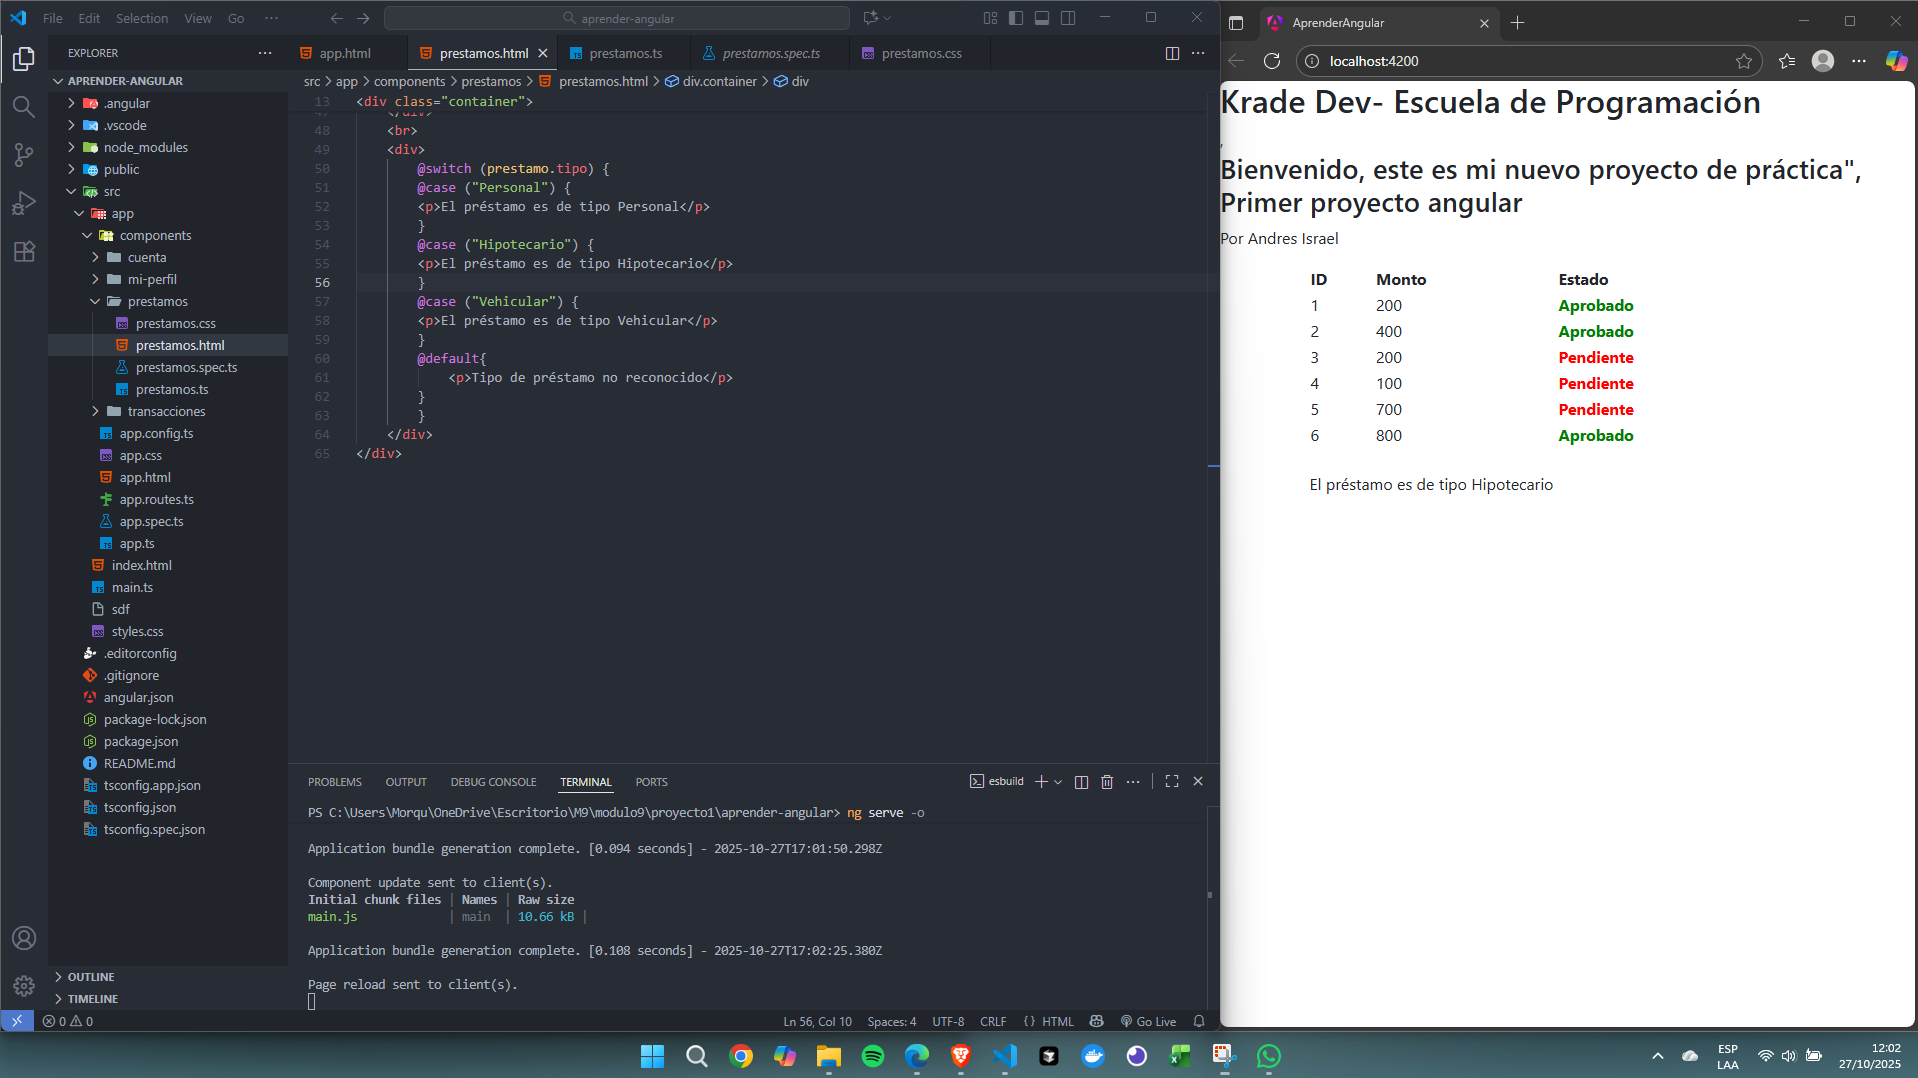 File Edit Selection View Go ···
aprender-angular
EXPLORER
APRENDER-ANGULAR
.angular
.vscode
node_modules
public
src
app
components
cuenta
mi-perfil
prestamos
prestamos.css
prestamos.html
prestamos.spec.ts
prestamos.ts
transacciones
app.config.ts
app.css
app.html
app.routes.ts
app.spec.ts
app.ts
index.html
main.ts
sdf
styles.css
.editorconfig
.gitignore
angular.json
package-lock.json
package.json
README.md
tsconfig.app.json
tsconfig.json
tsconfig.spec.json
OUTLINE
TIMELINE
app.html prestamos.html prestamos.ts prestamos.spec.ts prestamos.css
src > app > components > prestamos > prestamos.html > div.container > div
13 <div class="container">
47 </div>
48 <br>
49 <div>
50 @switch (prestamo.tipo) {
51 @case ("Personal") {
52 <p>El préstamo es de tipo Personal</p>
53 }
54 @case ("Hipotecario") {
55 <p>El préstamo es de tipo Hipotecario</p>
56 }
57 @case ("Vehicular") {
58 <p>El préstamo es de tipo Vehicular</p>
59 }
60 @default{
61 <p>Tipo de préstamo no reconocido</p>
62 }
63 }
64 </div>
65 </div>
PROBLEMS OUTPUT DEBUG CONSOLE TERMINAL PORTS
esbuild
PS C:\Users\Morqu\OneDrive\Escritorio\M9\modulo9\proyecto1\aprender-angular> ng serve -o
Application bundle generation complete. [0.094 seconds] - 2025-10-27T17:01:50.298Z
Component update sent to client(s).
Initial chunk files | Names | Raw size
main.js | main | 10.66 kB |
Application bundle generation complete. [0.108 seconds] - 2025-10-27T17:02:25.380Z
Page reload sent to client(s).
0 0
Ln 56, Col 10 Spaces: 4 UTF-8 CRLF {} HTML Go Live
AprenderAngular
localhost:4200
Krade Dev- Escuela de Programación
,
Bienvenido, este es mi nuevo proyecto de práctica",
Primer proyecto angular
Por Andres Israel
ID Monto Estado
1 200 Aprobado
2 400 Aprobado
3 200 Pendiente
4 100 Pendiente
5 700 Pendiente
6 800 Aprobado
El préstamo es de tipo Hipotecario
ESP
LAA
12:02
27/10/2025